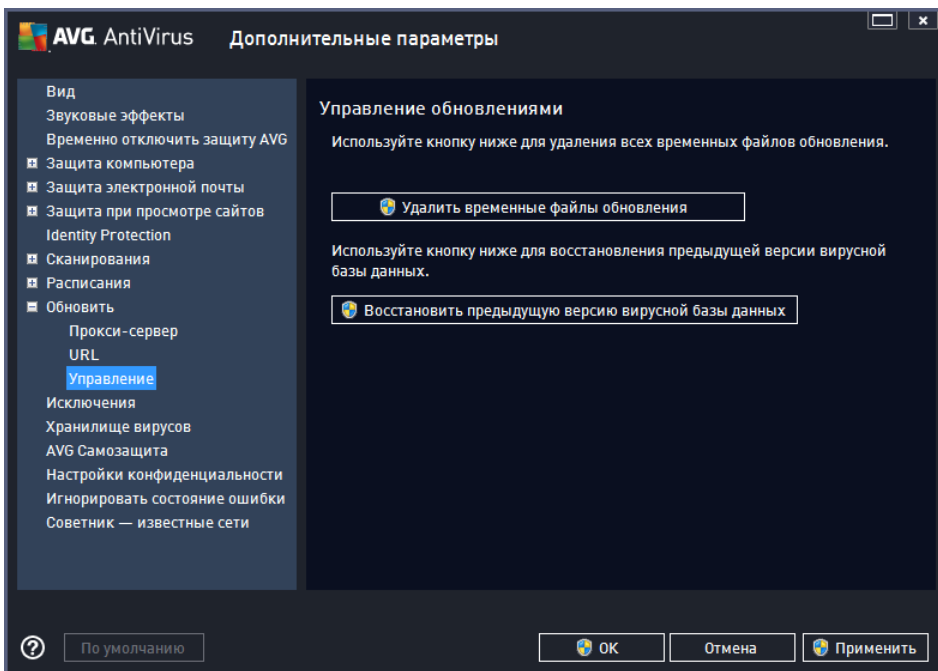 AVG. AntiVirus
Дополнительные параметры
Вид
Звуковые эффекты
Временно отключить защиту AVG
Защита компьютера
Защита электронной почты
Защита при просмотре сайтов
Identity Protection
Сканирования
Расписания
Обновить
Прокси-сервер
URL
Управление
Исключения
Хранилище вирусов
AVG Самозащита
Настройки конфиденциальности
Игнорировать состояние ошибки
Советник — известные сети
Управление обновлениями
Используйте кнопку ниже для удаления всех временных файлов обновления.
Удалить временные файлы обновления
Используйте кнопку ниже для восстановления предыдущей версии вирусной
базы данных.
Восстановить предыдущую версию вирусной базы данных
?
По умолчанию
OK
Отмена
Применить